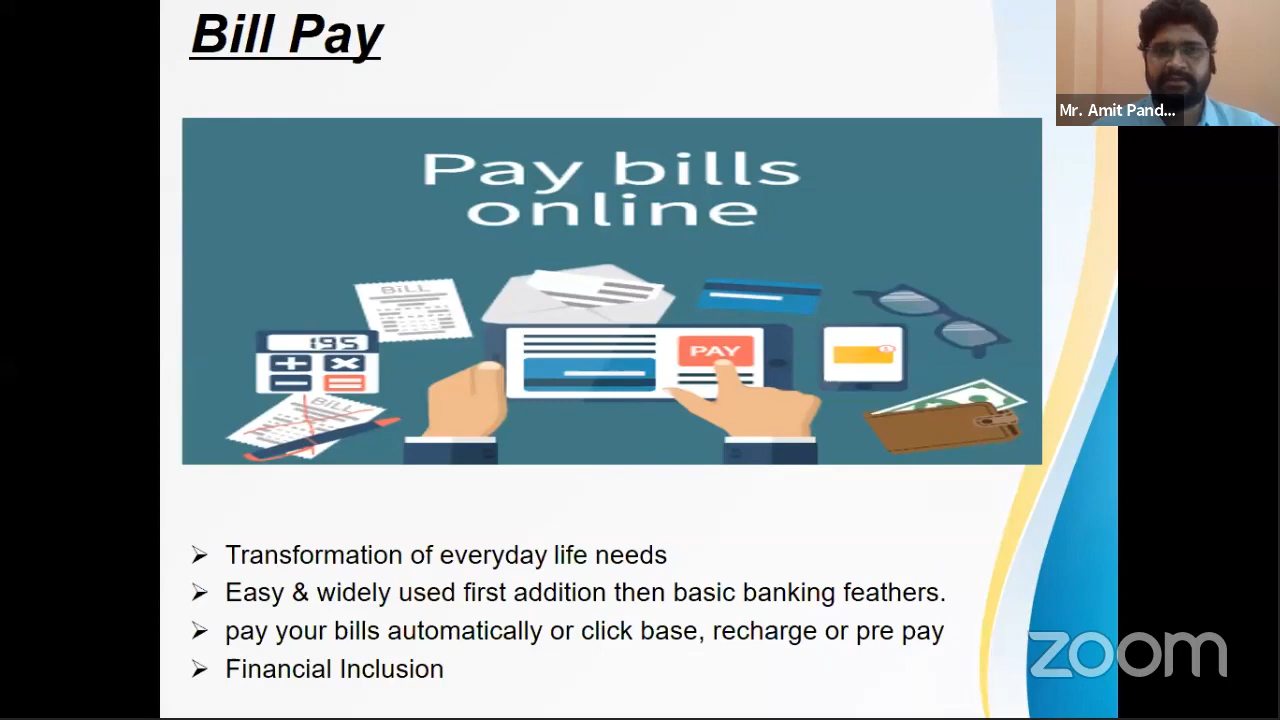 Bill Pay
Mr. Amit Pand...
Pay bills
online
BILL
195
PAY
BILL
Transformation of everyday life needs
Easy & widely used first addition then basic banking feathers.
pay your bills automatically or click base, recharge or pre pay
Financial Inclusion
zoom